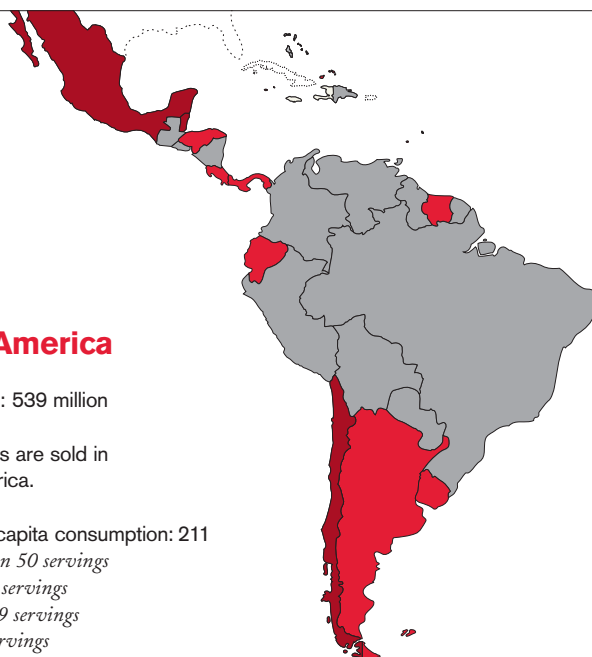 America
: 539 million
s are sold in
rica.
capita consumption: 211
n 50 servings
servings
9 servings
rvings